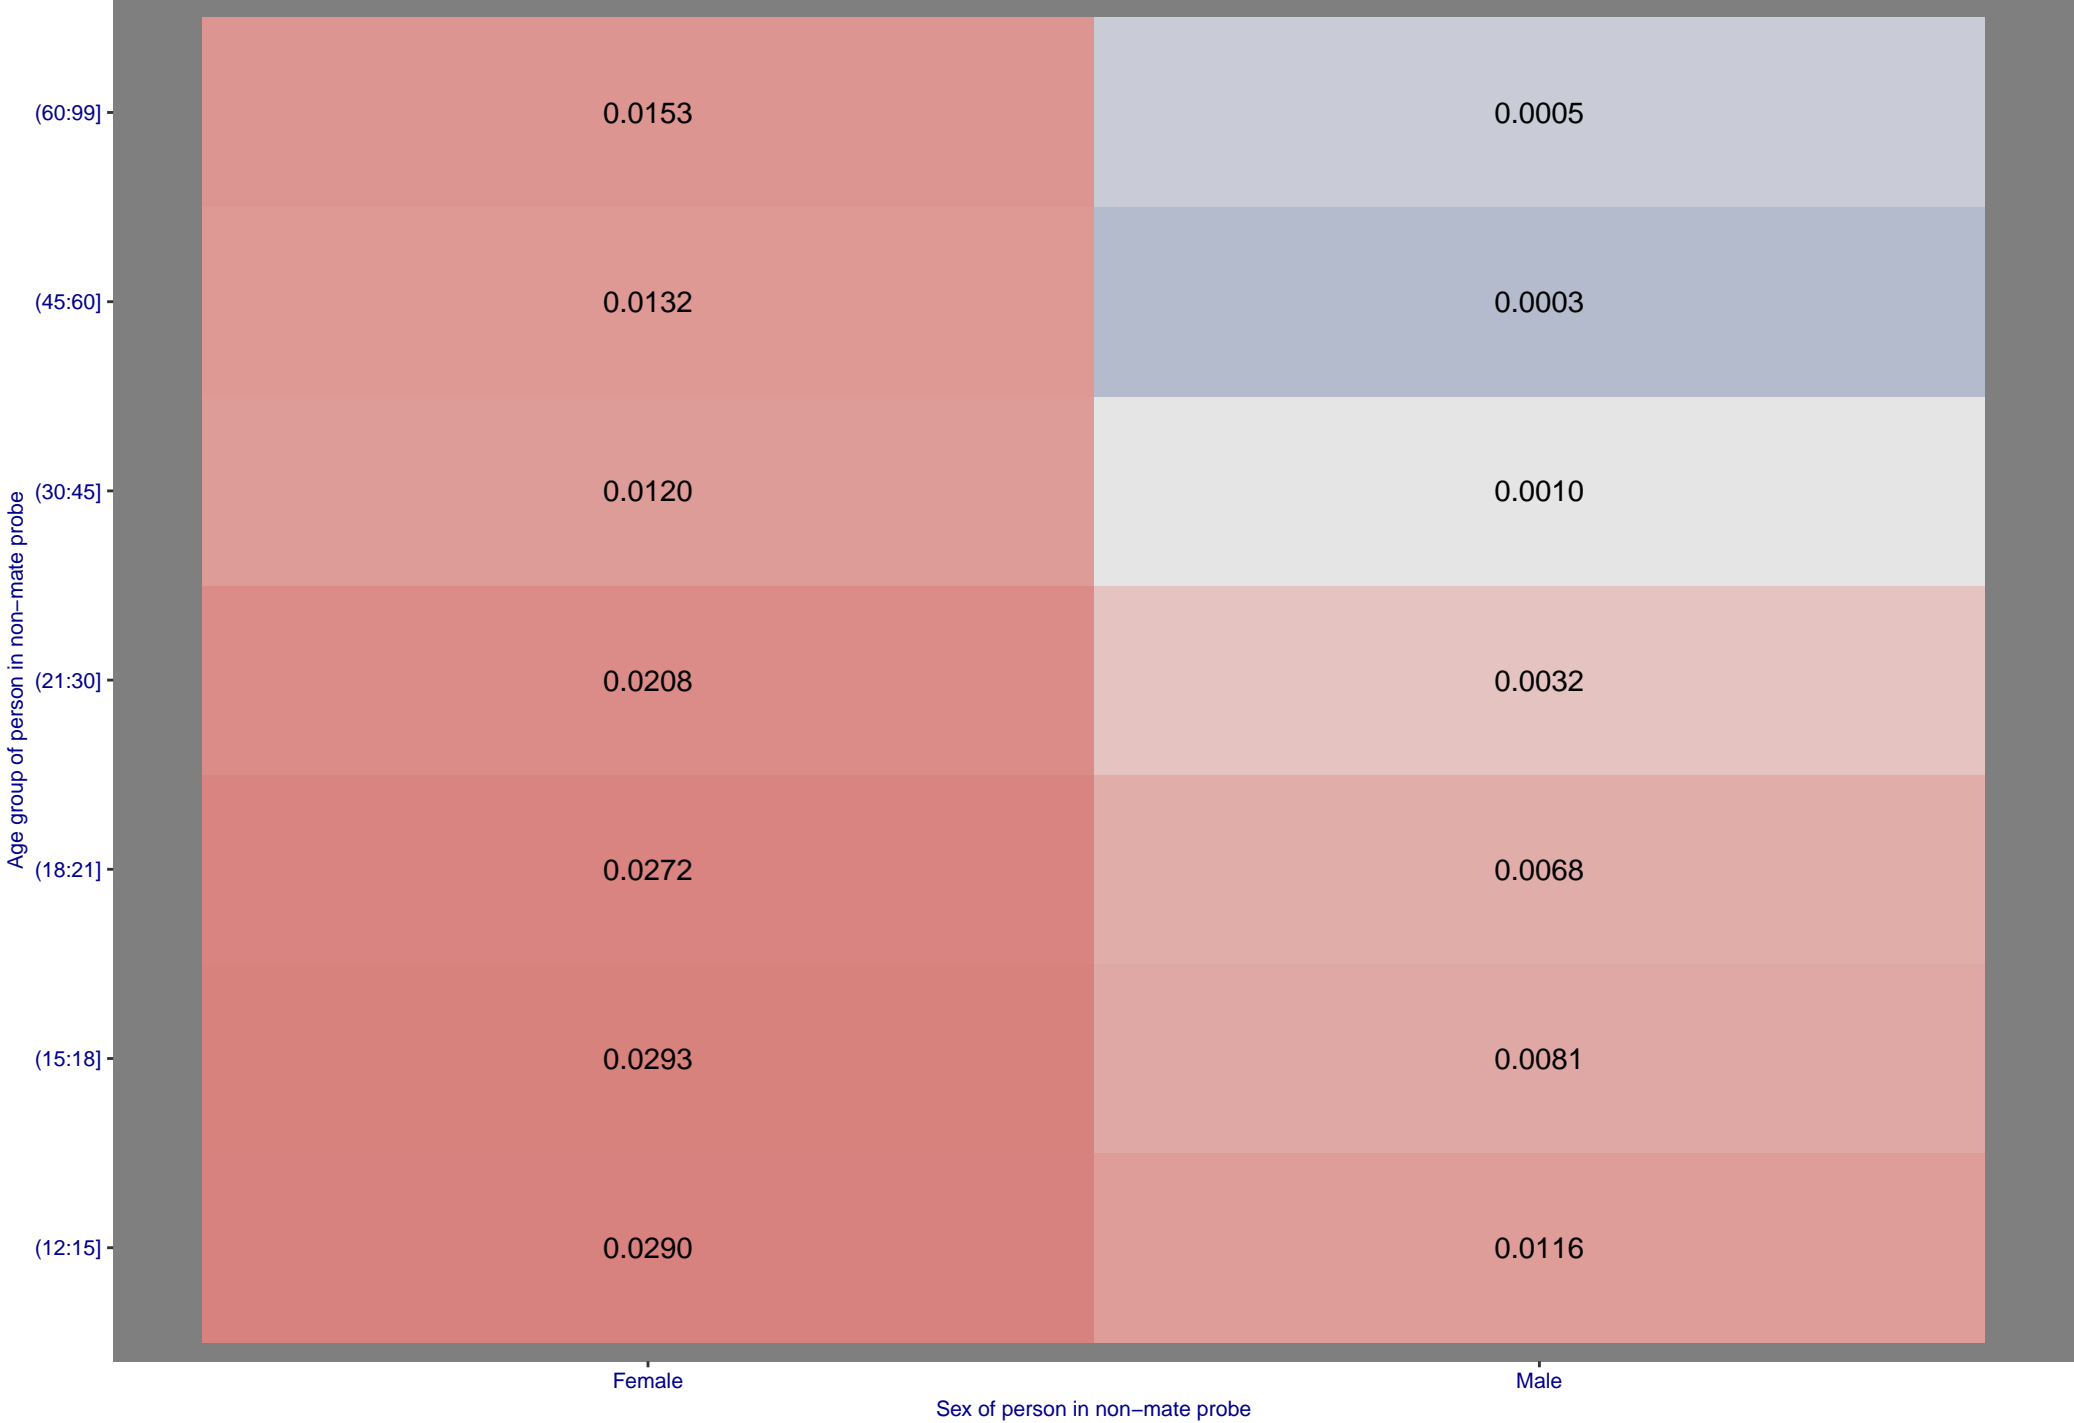 (60:99] 0.0153 0.0005
(45:60] 0.0132 0.0003
(30:45] 0.0120 0.0010
(21:30] 0.0208 0.0032
(18:21] 0.0272 0.0068
(15:18] 0.0293 0.0081
(12:15] 0.0290 0.0116
Age group of person in non−mate probe
Female Male
Sex of person in non−mate probe